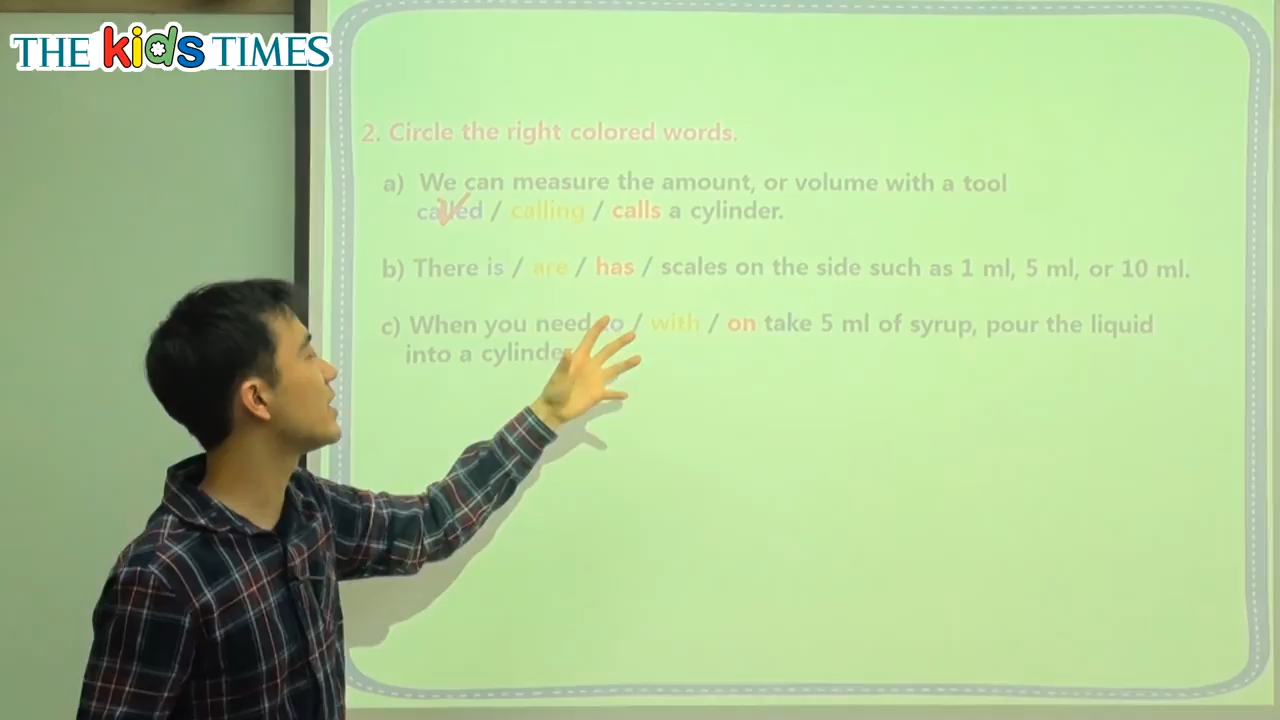 THE kids TIMES
2. Circle the right colored words.
a) We can measure the amount, or volume with a tool
called / calling / calls a cylinder.
b) There is / are / has / scales on the side such as 1 ml, 5 ml, or 10 ml.
c) When you need to / with / on take 5 ml of syrup, pour the liquid
into a cylinder